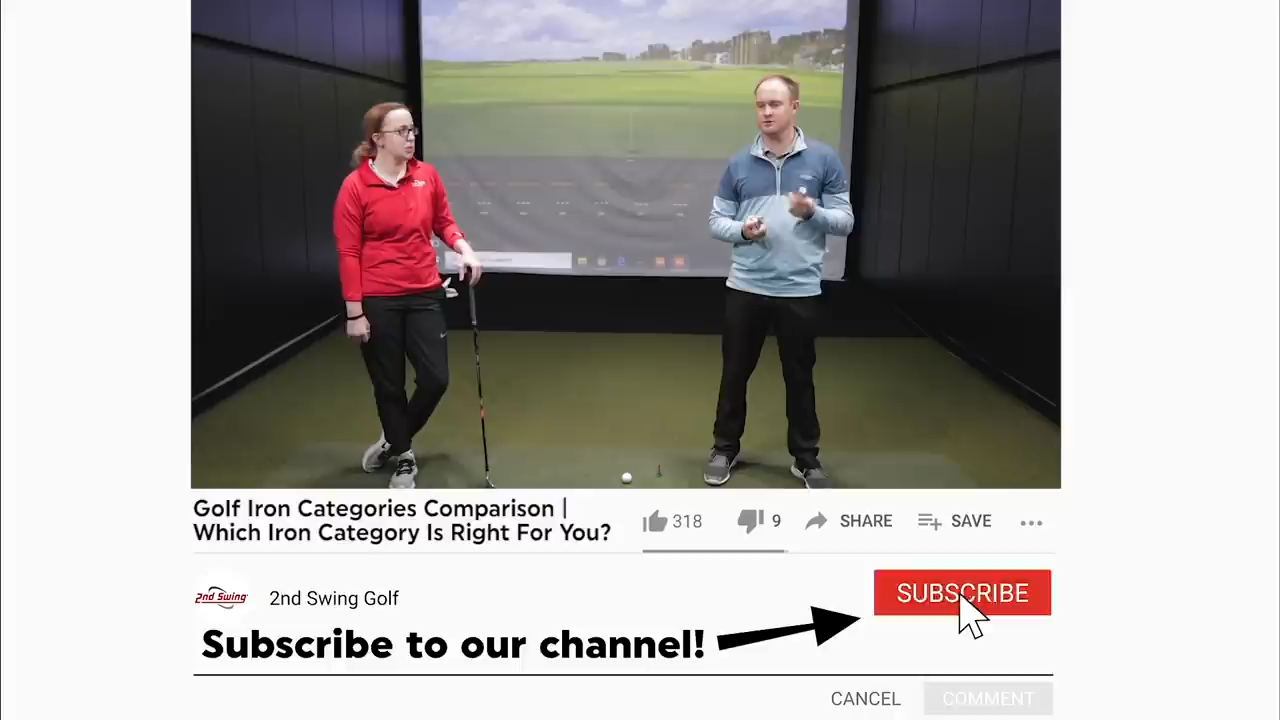 Golf Iron Categories Comparison |
Which Iron Category Is Right For You?
318
9
SHARE
SAVE
2nd Swing
2nd Swing Golf
SUBSCRIBE
Subscribe to our channel!
CANCEL
COMMENT